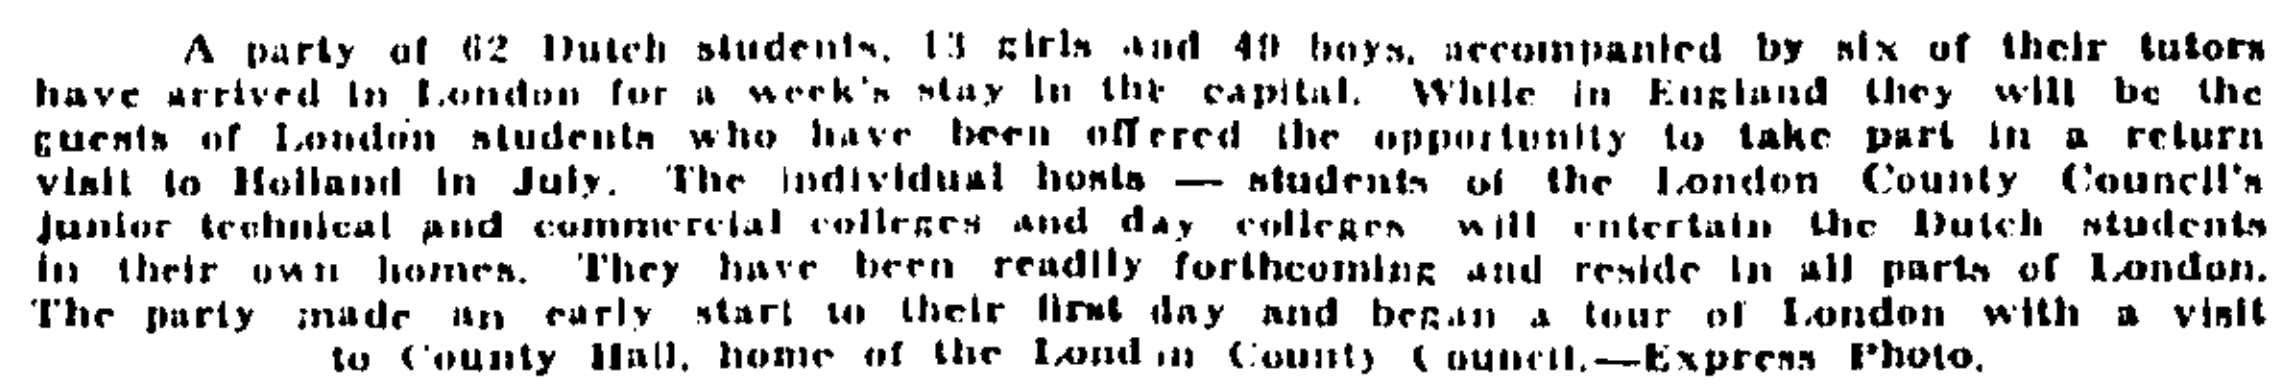 A party of 62 Dutch students, 13 girls and 49 boys, accompanied by six of their tutors
have arrived in London for a week's stay in the capital. While in England they will be the
guests of London students who have been offered the opportunity to take part in a return
visit to Holland in July. The individual hosts — students of the London County Council's
junior technical and commercial colleges and day colleges will entertain the Dutch students
in their own homes. They have been readily forthcoming and reside in all parts of London.
The party made an early start to their first day and began a tour of London with a visit
to County Hall, home of the London County Council.—Express Photo.